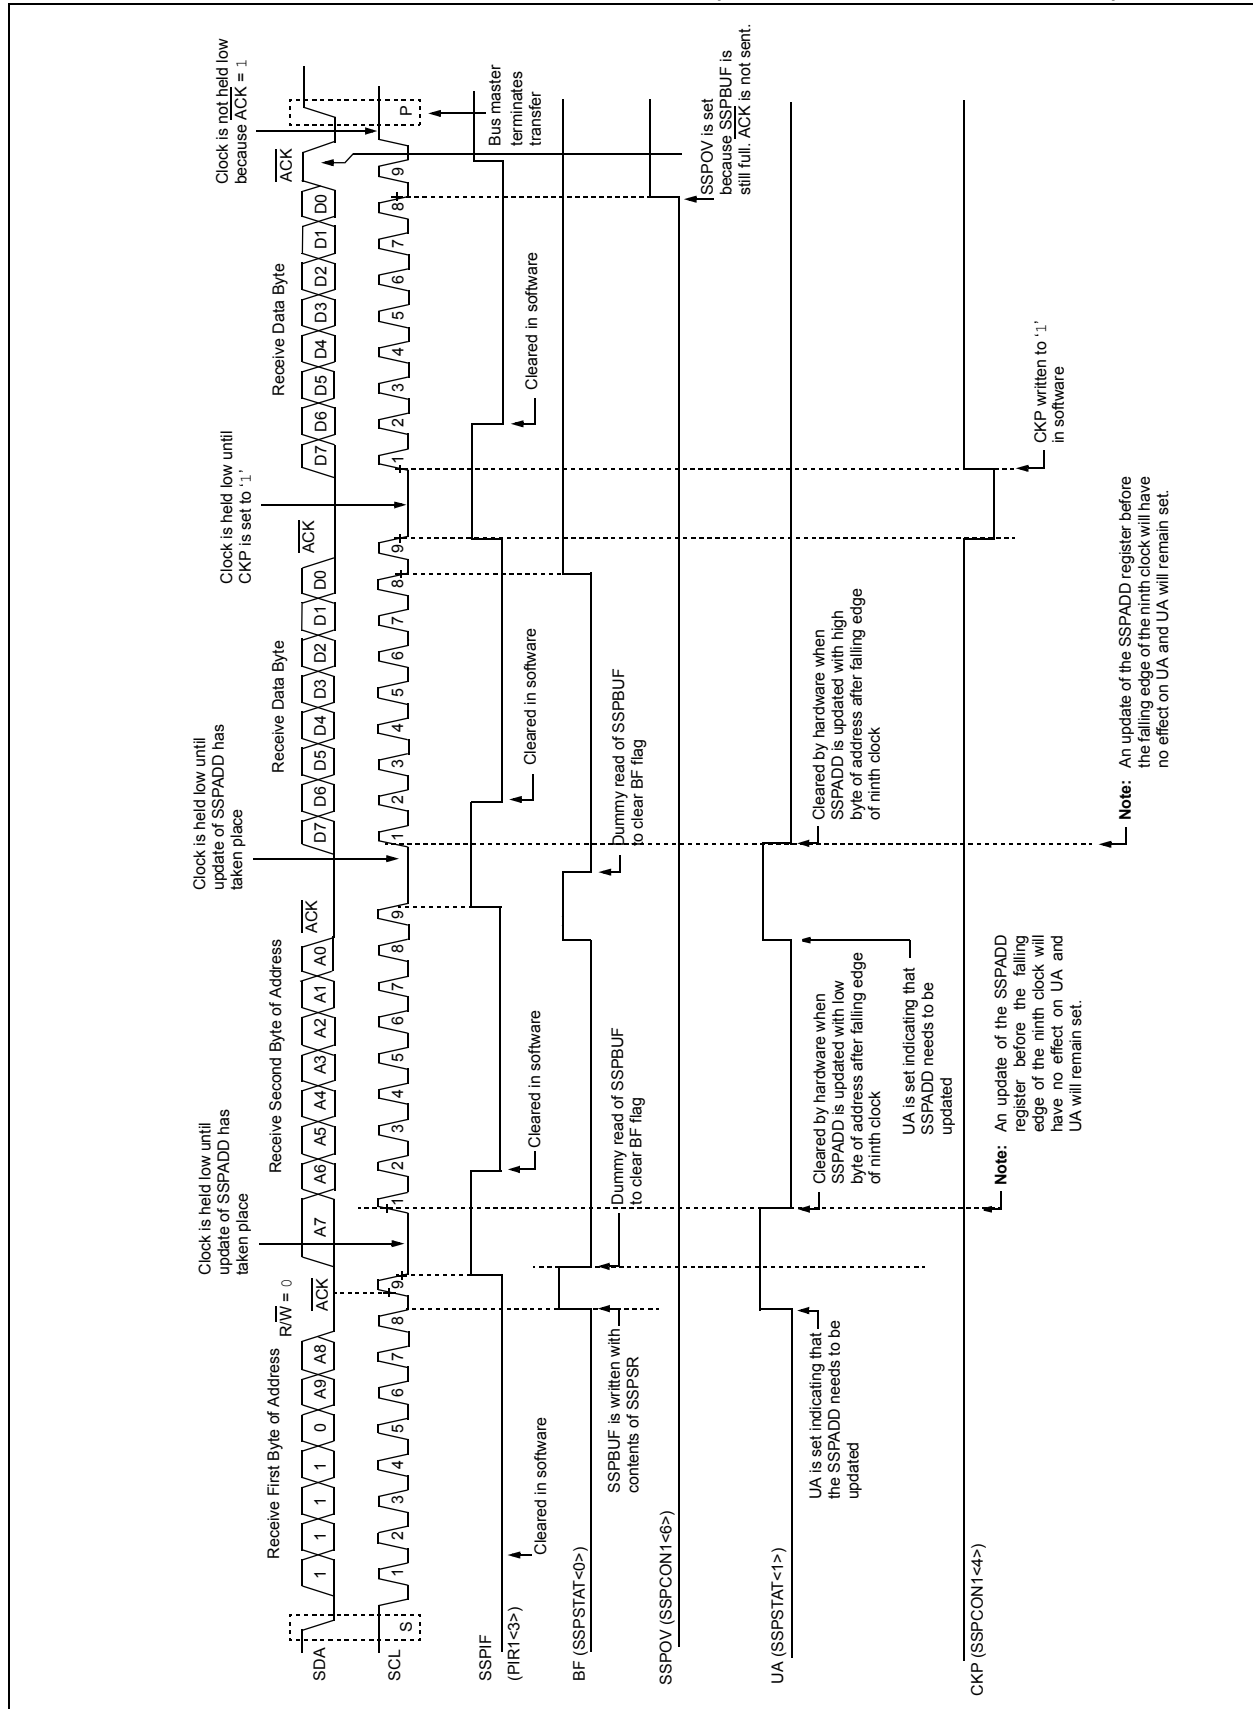 Clock is held low until
update of SSPADD has
taken place
Clock is held low until
update of SSPADD has
taken place
Clock is held low until
CKP is set to ‘1’
Clock is not held low
because ACK = 1
Receive First Byte of Address
R/W = 0
ACK
Receive Second Byte of Address
ACK
Receive Data Byte
ACK
Receive Data Byte
ACK
SDA
1 1 1 1 0 A9 A8
A7 A6 A5 A4 A3 A2 A1 A0
D7 D6 D5 D4 D3 D2 D1 D0
D7 D6 D5 D4 D3 D2 D1 D0
SCL
S
1 2 3 4 5 6 7 8 9
1 2 3 4 5 6 7 8 9
1 2 3 4 5 6 7 8 9
1 2 3 4 5 6 7 8 9
P
Bus master
terminates
transfer
SSPIF
(PIR1<3>)
Cleared in software
Cleared in software
Cleared in software
Cleared in software
BF (SSPSTAT<0>)
SSPBUF is written with
contents of SSPSR
Dummy read of SSPBUF
to clear BF flag
Dummy read of SSPBUF
to clear BF flag
SSPOV (SSPCON1<6>)
SSPOV is set
because SSPBUF is
still full. ACK is not sent.
UA (SSPSTAT<1>)
UA is set indicating that
the SSPADD needs to be
updated
Cleared by hardware when
SSPADD is updated with low
byte of address after falling edge
of ninth clock
UA is set indicating that
SSPADD needs to be
updated
Cleared by hardware when
SSPADD is updated with high
byte of address after falling edge
of ninth clock
CKP (SSPCON1<4>)
CKP written to ‘1’
in software
Note: An update of the SSPADD
register before the falling
edge of the ninth clock will
have no effect on UA and
UA will remain set.
Note: An update of the SSPADD register before
the falling edge of the ninth clock will have
no effect on UA and UA will remain set.